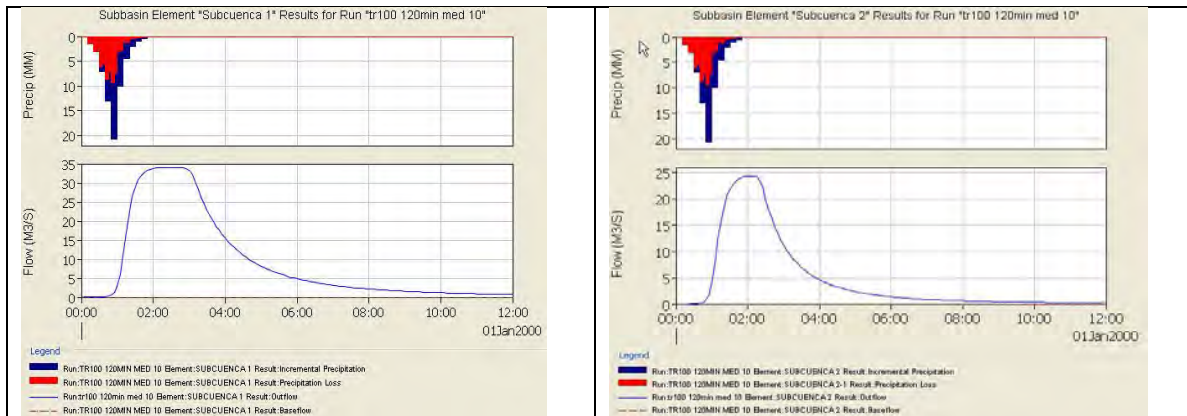 Subbasin Element "Subcuenca 1" Results for Run "tr100 120min med 10"
Precip (MM)
0
5
10
15
20
Flow (M3/S)
35
30
25
20
15
10
5
0
00:00 02:00 04:00 06:00 08:00 10:00 12:00
01Jan2000
Legend
Run:TR100 120MIN MED 10 Element:SUBCUENCA 1 Result:Incremental Precipitation
Run:TR100 120MIN MED 10 Element:SUBCUENCA 1 Result:Precipitation Loss
Run:tr100 120min med 10 Element:SUBCUENCA 1 Result:Outflow
Run:TR100 120MIN MED 10 Element:SUBCUENCA 1 Result:Baseflow
Subbasin Element "Subcuenca 2" Results for Run "tr100 120min med 10"
Precip (MM)
0
5
10
15
20
Flow (M3/S)
25
20
15
10
5
0
00:00 02:00 04:00 06:00 08:00 10:00 12:00
01Jan2000
Legend
Run:TR100 120MIN MED 10 Element:SUBCUENCA 2 Result:Incremental Precipitation
Run:TR100 120MIN MED 10 Element:SUBCUENCA 2-1 Result:Precipitation Loss
Run:tr100 120min med 10 Element:SUBCUENCA 2 Result:Outflow
Run:TR100 120MIN MED 10 Element:SUBCUENCA 2 Result:Baseflow